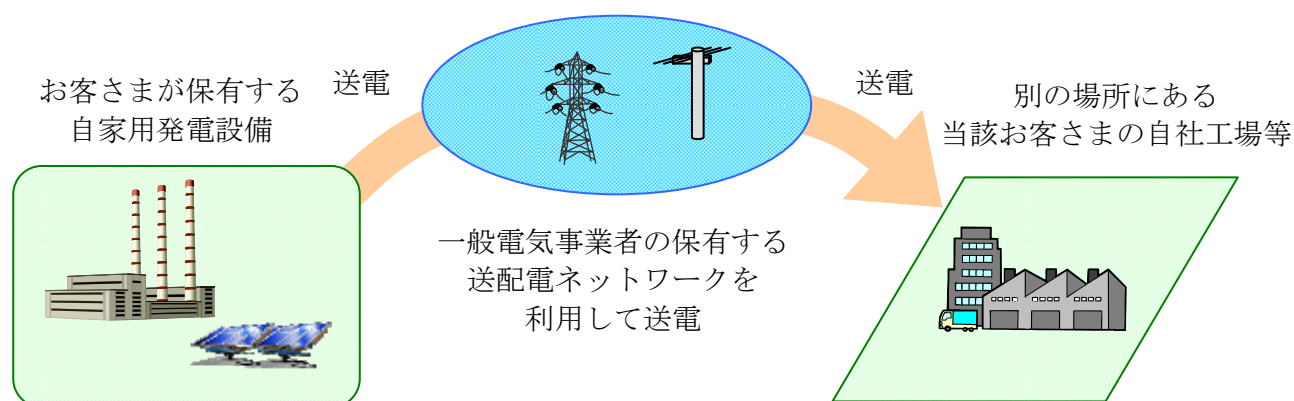 お客さまが保有する
自家用発電設備
送電
一般電気事業者の保有する
送配電ネットワークを
利用して送電
送電
別の場所にある
当該お客さまの自社工場等